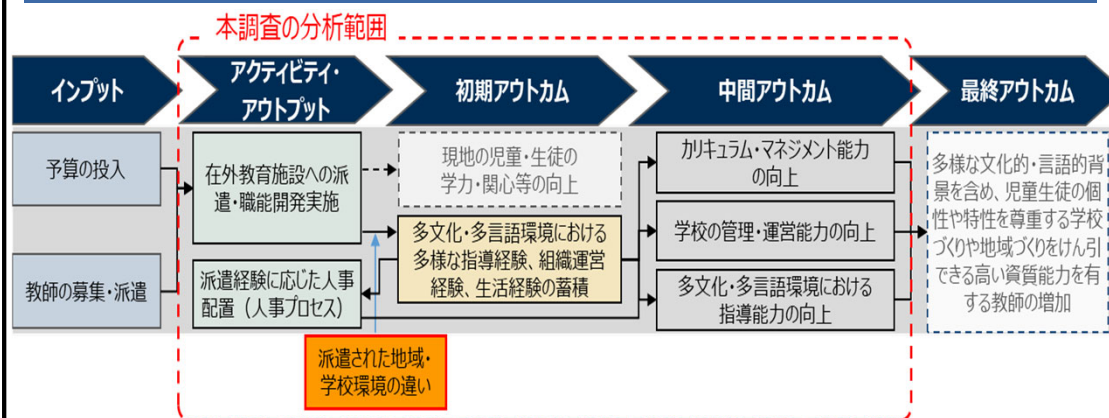 本調査の分析範囲
インプット
アクティビティ・
アウトプット
初期アウトカム
中間アウトカム
最終アウトカム
予算の投入
教師の募集・派遣
在外教育施設への派
遣・職能開発実施
派遣経験に応じた人事
配置（人事プロセス）
現地の児童・生徒の
学力・関心等の向上
多文化・多言語環境における
多様な指導経験、組織運営
経験、生活経験の蓄積
派遣された地域・
学校環境の違い
カリキュラム・マネジメント能力
の向上
学校の管理・運営能力の向上
多文化・多言語環境における
指導能力の向上
多様な文化的・言語的背
景を含め、児童生徒の個
性や特性を尊重する学校
づくりや地域づくりをけん引
できる高い資質能力を有
する教師の増加